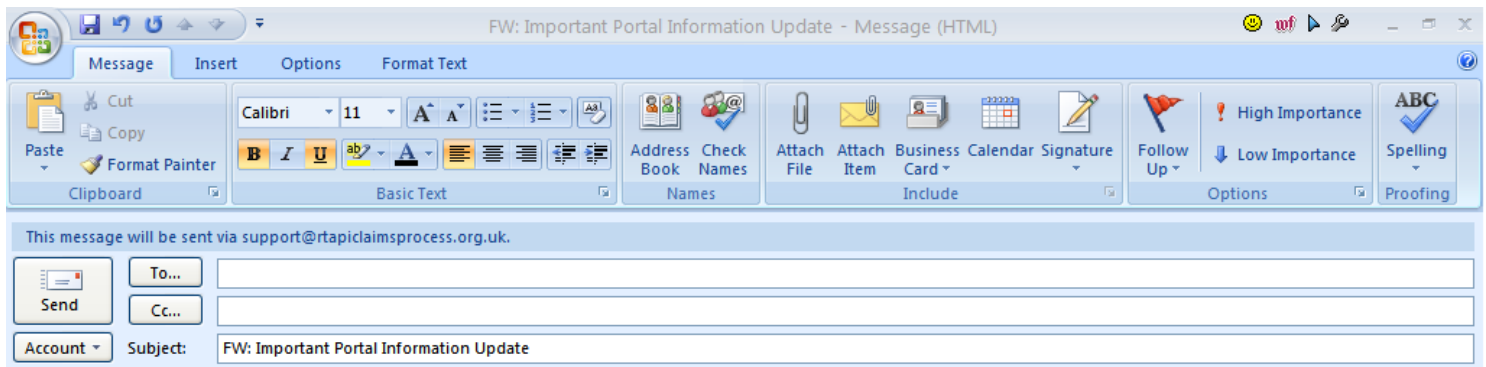 FW: Important Portal Information Update - Message (HTML)
Message Insert Options Format Text
Paste
Cut
Copy
Format Painter
Clipboard
Calibri 11
B I U ab A
Basic Text
Address Book
Check Names
Names
Attach File
Attach Item
Business Card
Calendar
Signature
Include
Follow Up
High Importance
Low Importance
Options
ABC
Spelling
Proofing
This message will be sent via support@rtapiclaimsprocess.org.uk.
Send
To...
Cc...
Account
Subject: FW: Important Portal Information Update